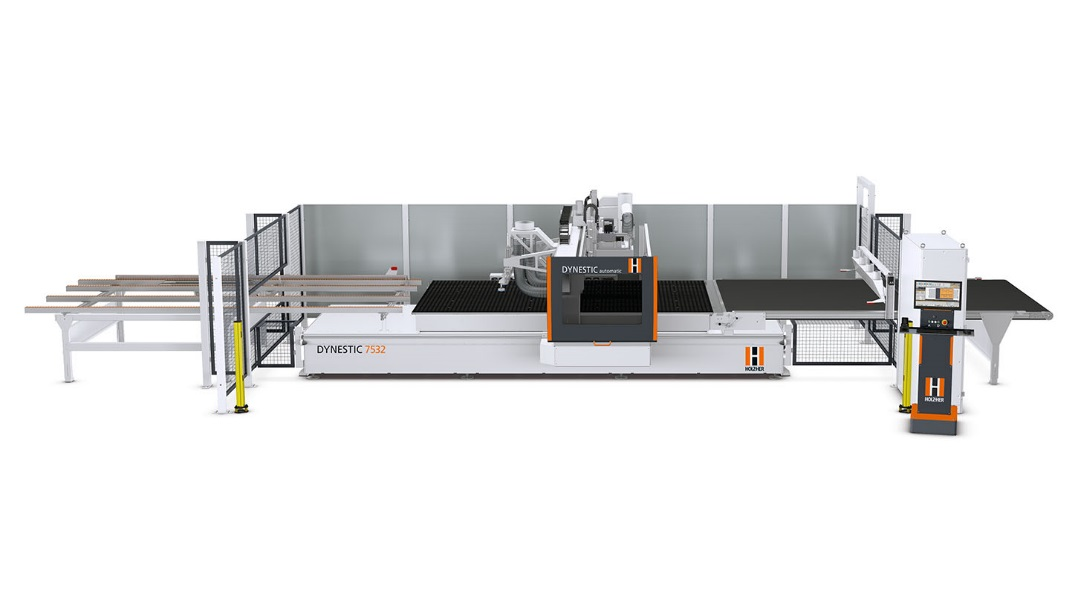 DYNESTIC automatic
H
DYNESTIC 7532
H
HOLZHER
H
HOLZHER